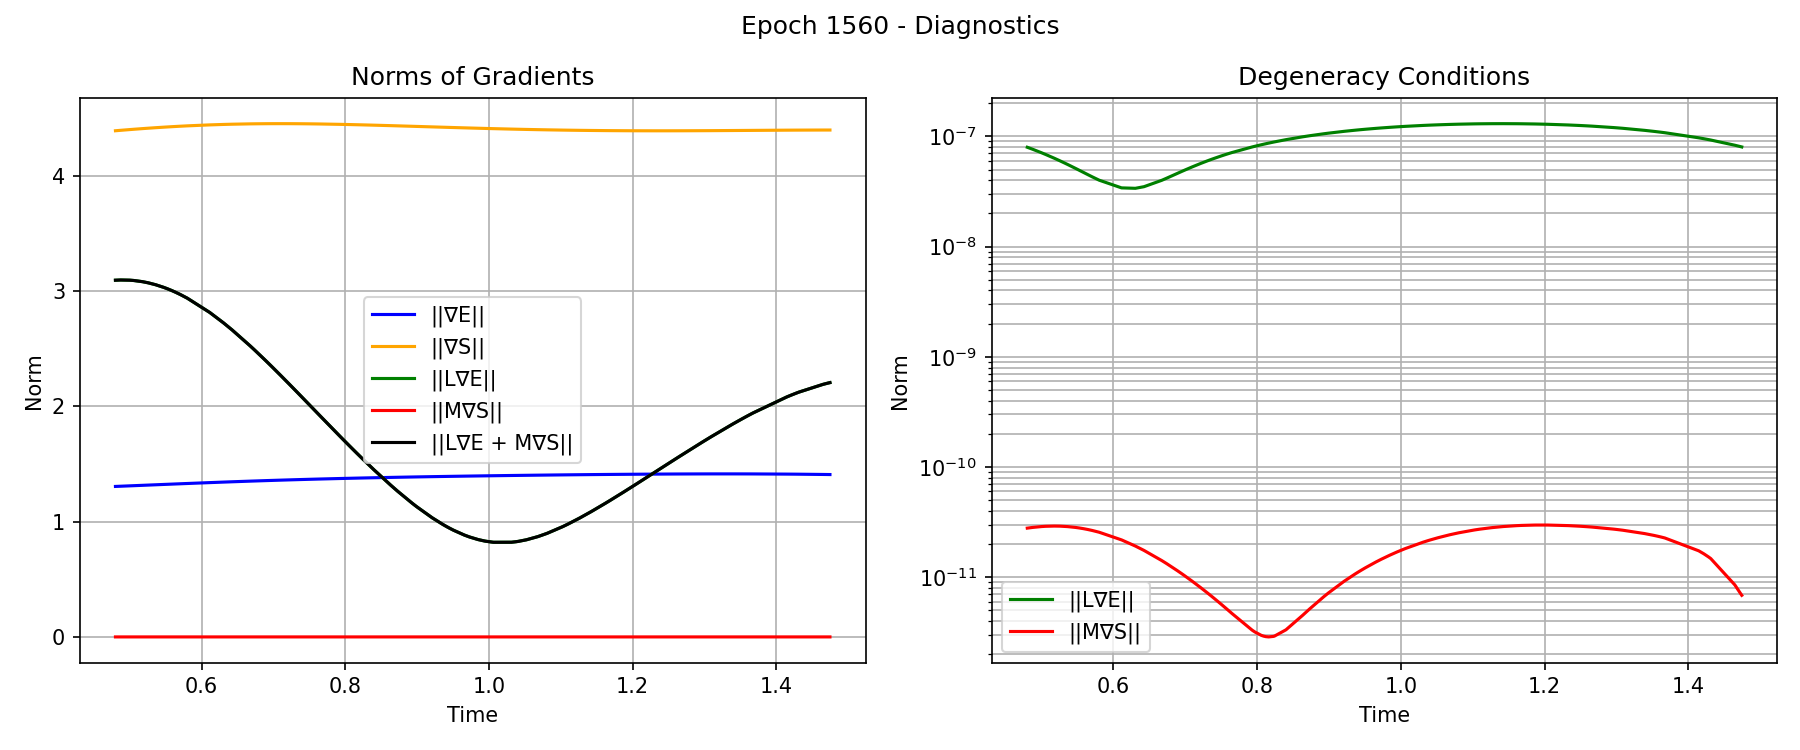 Epoch 1560 - Diagnostics
Norms of Gradients
Norm
4
3
2
1
0
||∇E||
||∇S||
||L∇E||
||M∇S||
||L∇E + M∇S||
0.6 0.8 1.0 1.2 1.4
Time
Degeneracy Conditions
Norm
10⁻⁷
10⁻⁸
10⁻⁹
10⁻¹⁰
10⁻¹¹
||L∇E||
||M∇S||
0.6 0.8 1.0 1.2 1.4
Time